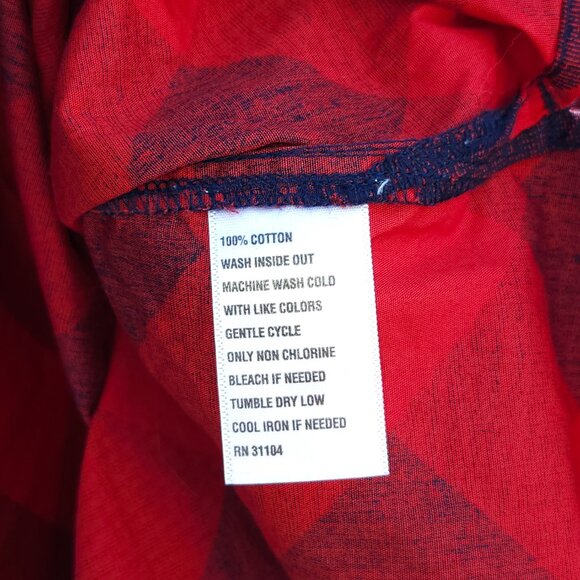 100% COTTON
WASH INSIDE OUT
MACHINE WASH COLD
WITH LIKE COLORS
GENTLE CYCLE
ONLY NON CHLORINE
BLEACH IF NEEDED
TUMBLE DRY LOW
COOL IRON IF NEEDED
RN 31184